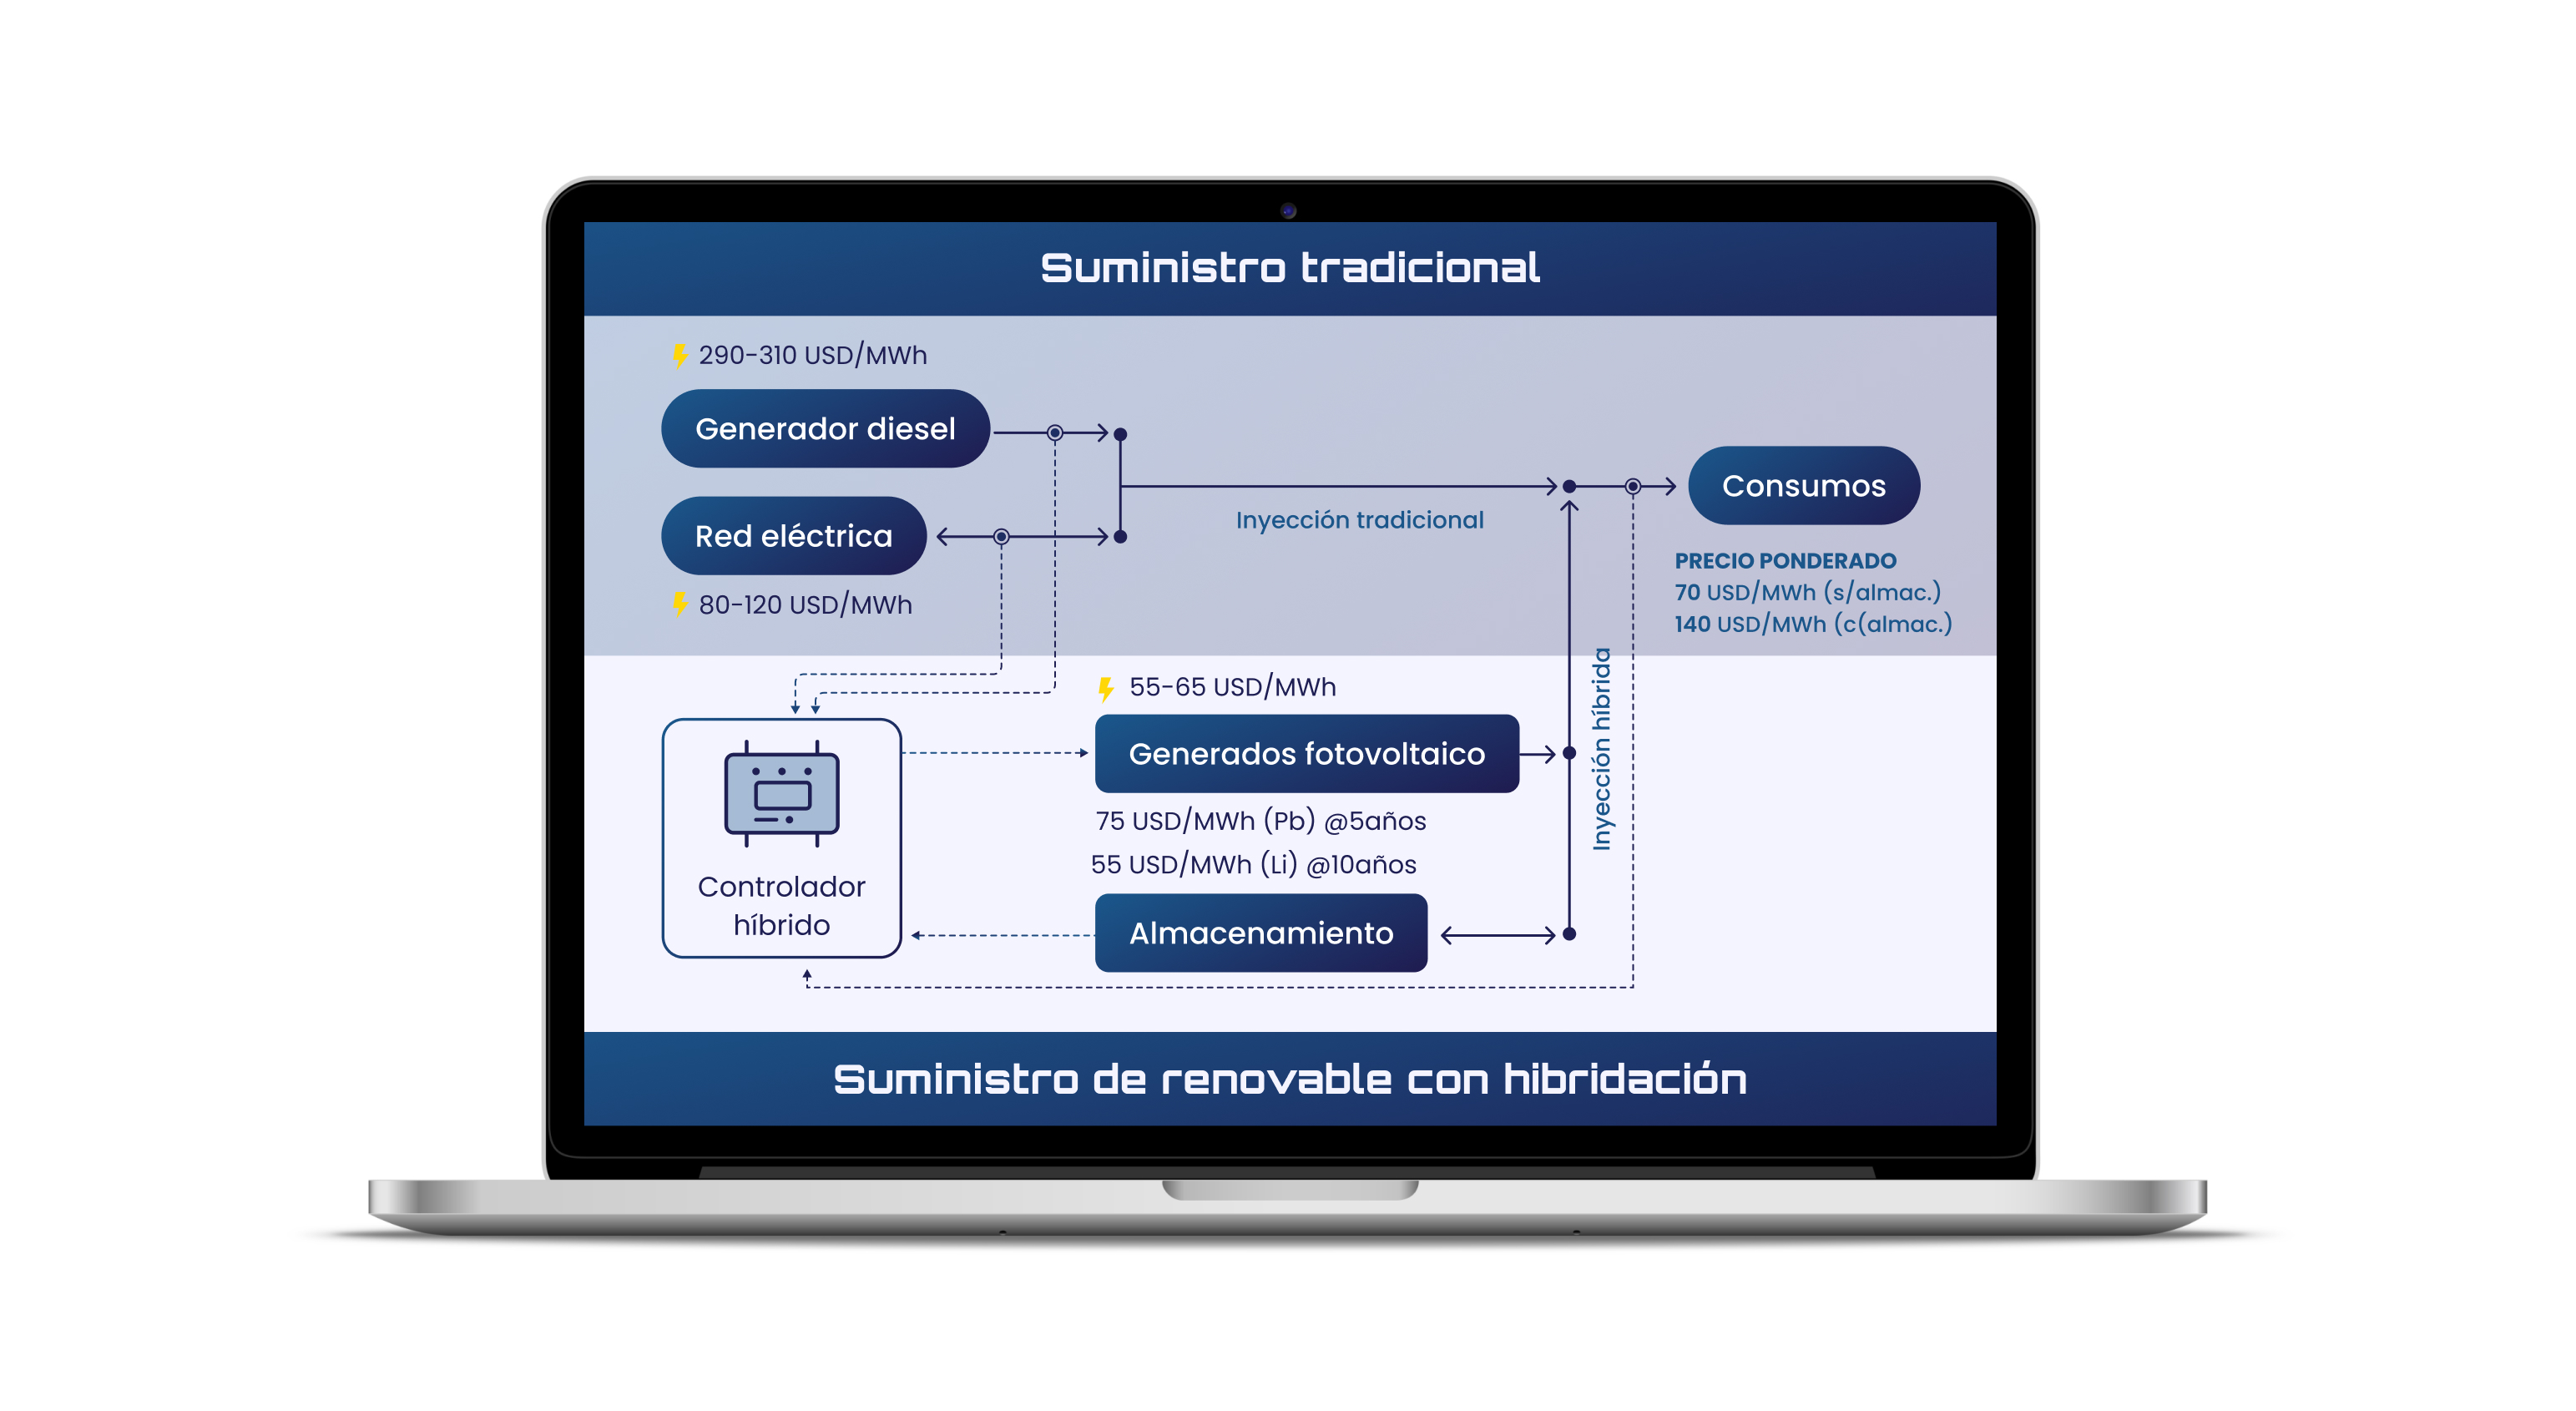 Suministro tradicional
290-310 USD/MWh
Generador diesel
Red eléctrica
80-120 USD/MWh
Inyección tradicional
Consumos
PRECIO PONDERADO
70 USD/MWh (s/almac.)
140 USD/MWh (c(almac.)
55-65 USD/MWh
Generados fotovoltaico
75 USD/MWh (Pb) @5años
55 USD/MWh (Li) @10años
Almacenamiento
Inyección híbrida
Controlador
híbrido
Suministro de renovable con hibridación